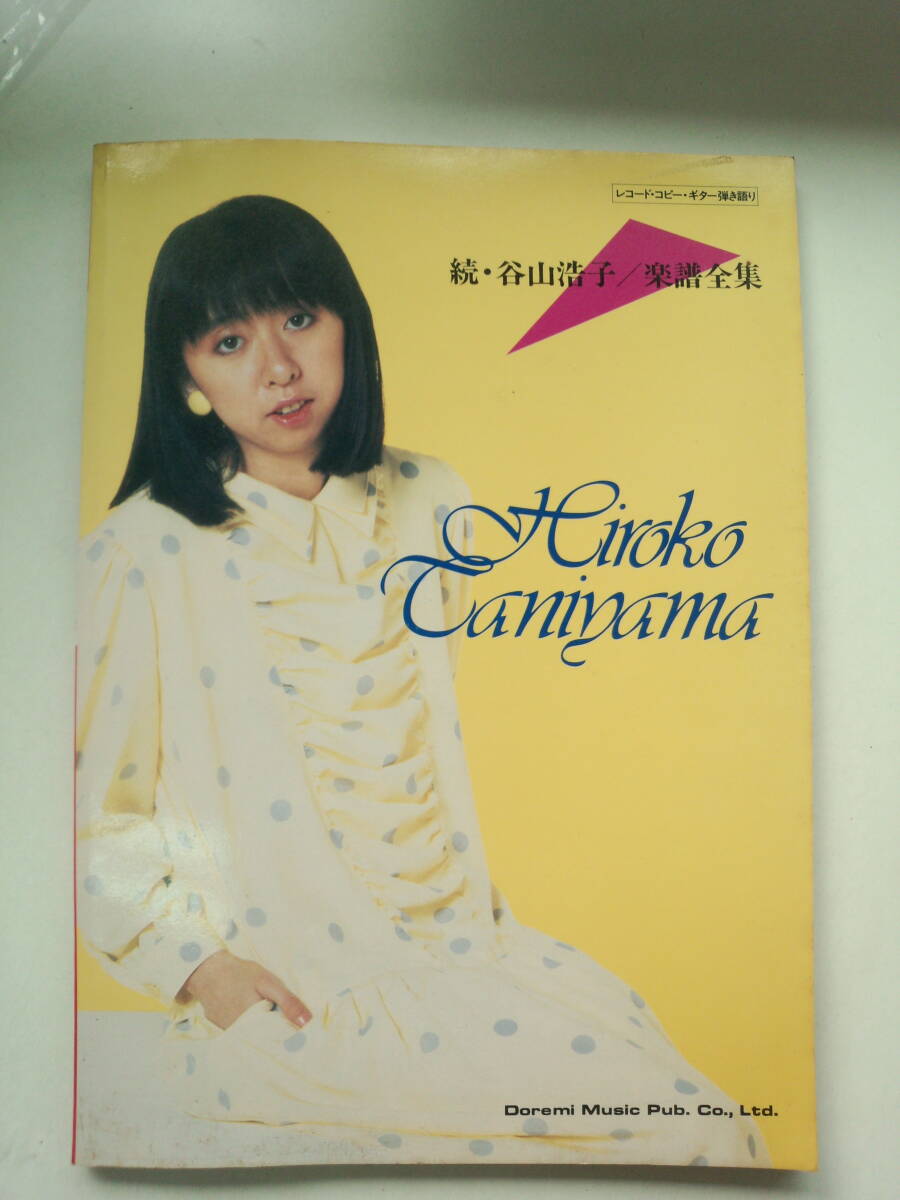 レコード・コピー・ギター弾き語り
続・谷山浩子／楽譜全集
Hiroko
Taniyama
Doremi Music Pub. Co., Ltd.